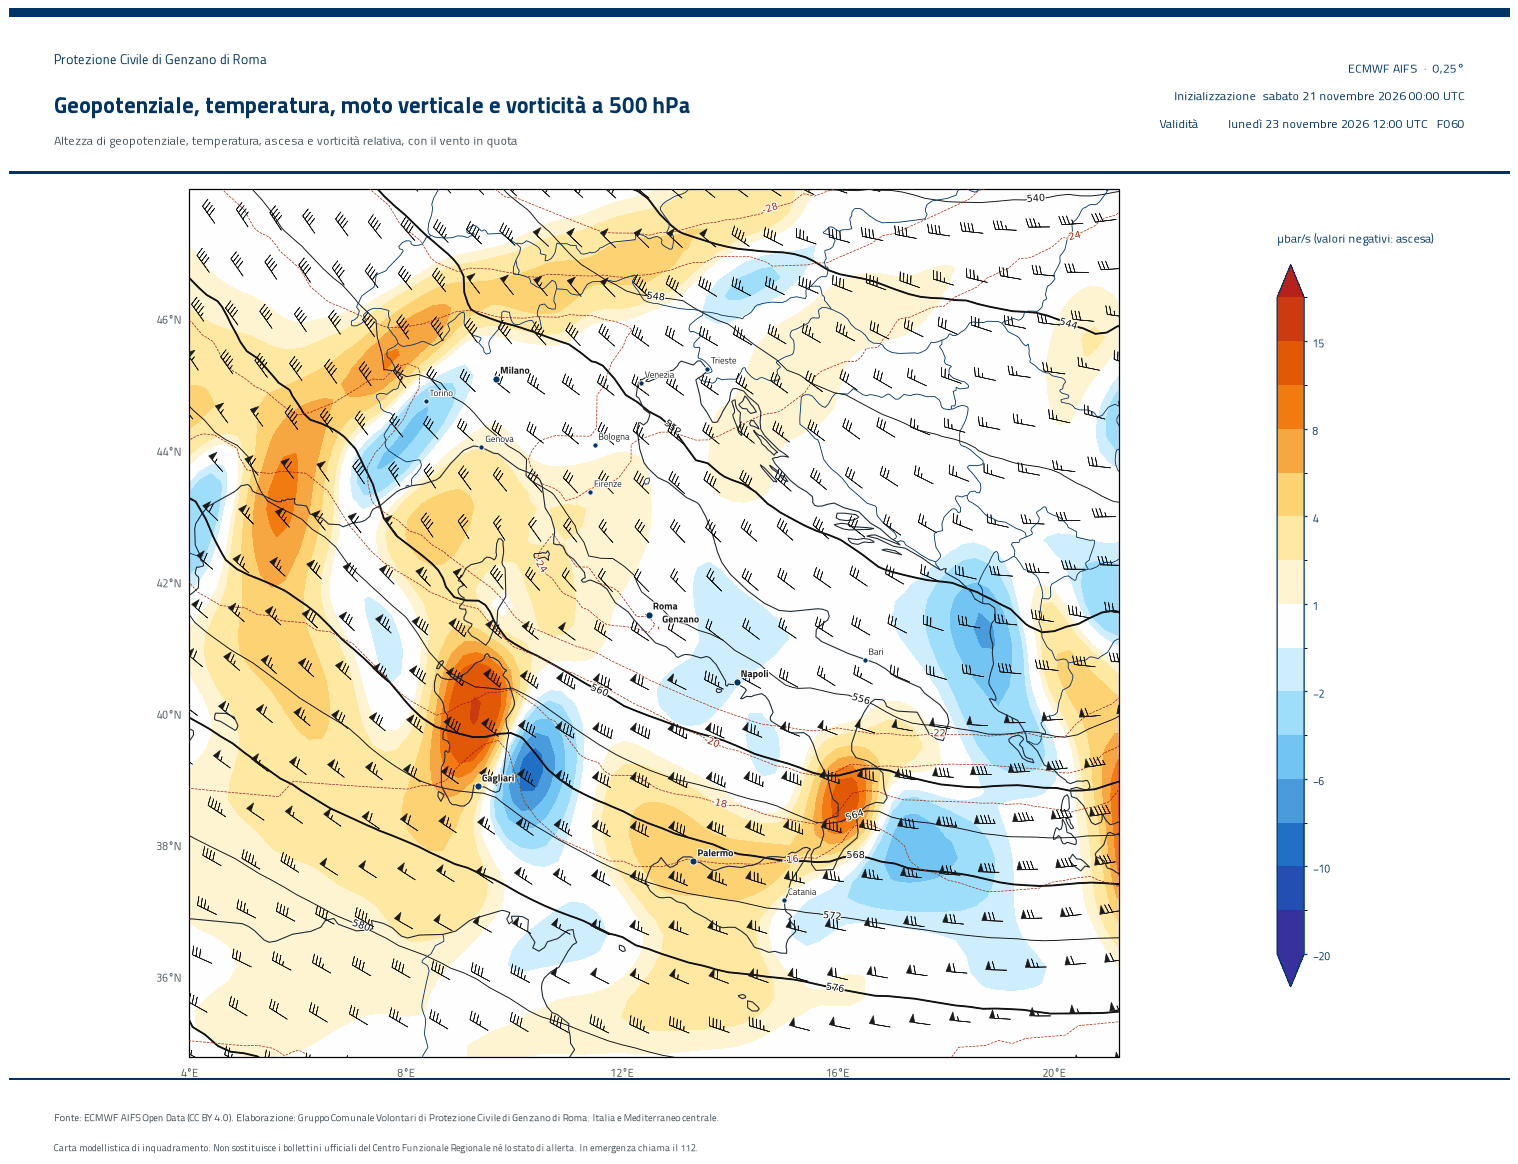 Protezione Civile di Genzano di Roma
Geopotenziale, temperatura, moto verticale e vorticità a 500 hPa
Altezza di geopotenziale, temperatura, ascesa e vorticità relativa, con il vento in quota
ECMWF AIFS · 0,25°
Inizializzazione sabato 21 novembre 2026 00:00 UTC
Validità lunedì 23 novembre 2026 12:00 UTC F060
µbar/s (valori negativi: ascesa)
15
8
4
1
−2
−6
−10
−20
46°N
44°N
42°N
40°N
38°N
36°N
4°E
8°E
12°E
16°E
20°E
540
-28
-24
548
544
Trieste
Venezia
Milano
Torino
552
Genova
Bologna
Firenze
-24
Roma
Genzano
Bari
Napoli
560
556
-22
-20
Cagliari
-18
564
Palermo
-16
568
Catania
572
580
576
Fonte: ECMWF AIFS Open Data (CC BY 4.0). Elaborazione: Gruppo Comunale Volontari di Protezione Civile di Genzano di Roma. Italia e Mediterraneo centrale.
Carta modellistica di inquadramento. Non sostituisce i bollettini ufficiali del Centro Funzionale Regionale né lo stato di allerta. In emergenza chiama il 112.